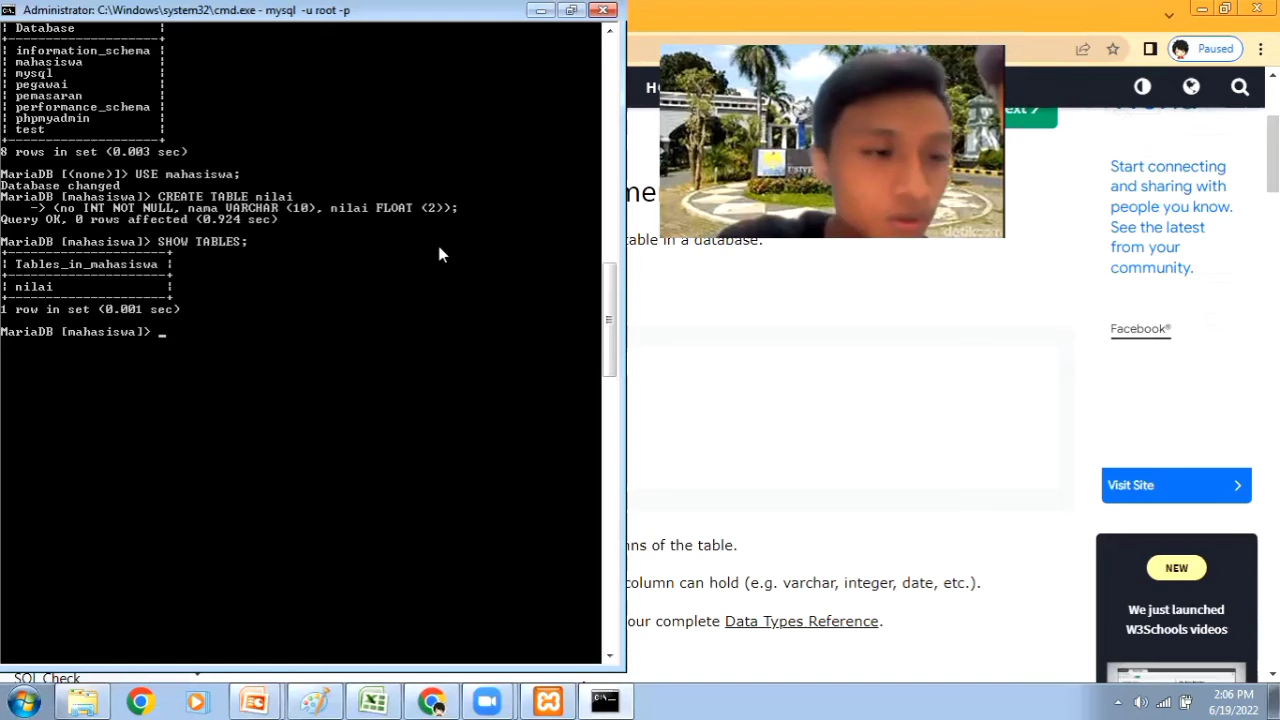 Administrator: C:\Windows\system32\cmd.exe - mysql -u root -p
| Database |
| information_schema |
| mahasiswa |
| mysql |
| pegawai |
| pemasaran |
| performance_schema |
| phpmyadmin |
| test |
8 rows in set (0.003 sec)
MariaDB [(none)]> USE mahasiswa;
Database changed
MariaDB [mahasiswa]> CREATE TABLE nilai
-> (no INT NOT NULL, nama VARCHAR (10), nilai FLOAT (2));
Query OK, 0 rows affected (0.924 sec)
MariaDB [mahasiswa]> SHOW TABLES;
| Tables_in_mahasiswa |
| nilai |
1 row in set (0.001 sec)
MariaDB [mahasiswa]> _
Paused
Ho
ext >
me
table in a database.
detikcom
Start connecting
and sharing with
people you know.
See the latest
from your
community.
Facebook®
Visit Site
mns of the table.
column can hold (e.g. varchar, integer, date, etc.).
our complete Data Types Reference.
NEW
We just launched
W3Schools videos
SQL Check
2:06 PM
6/19/2022